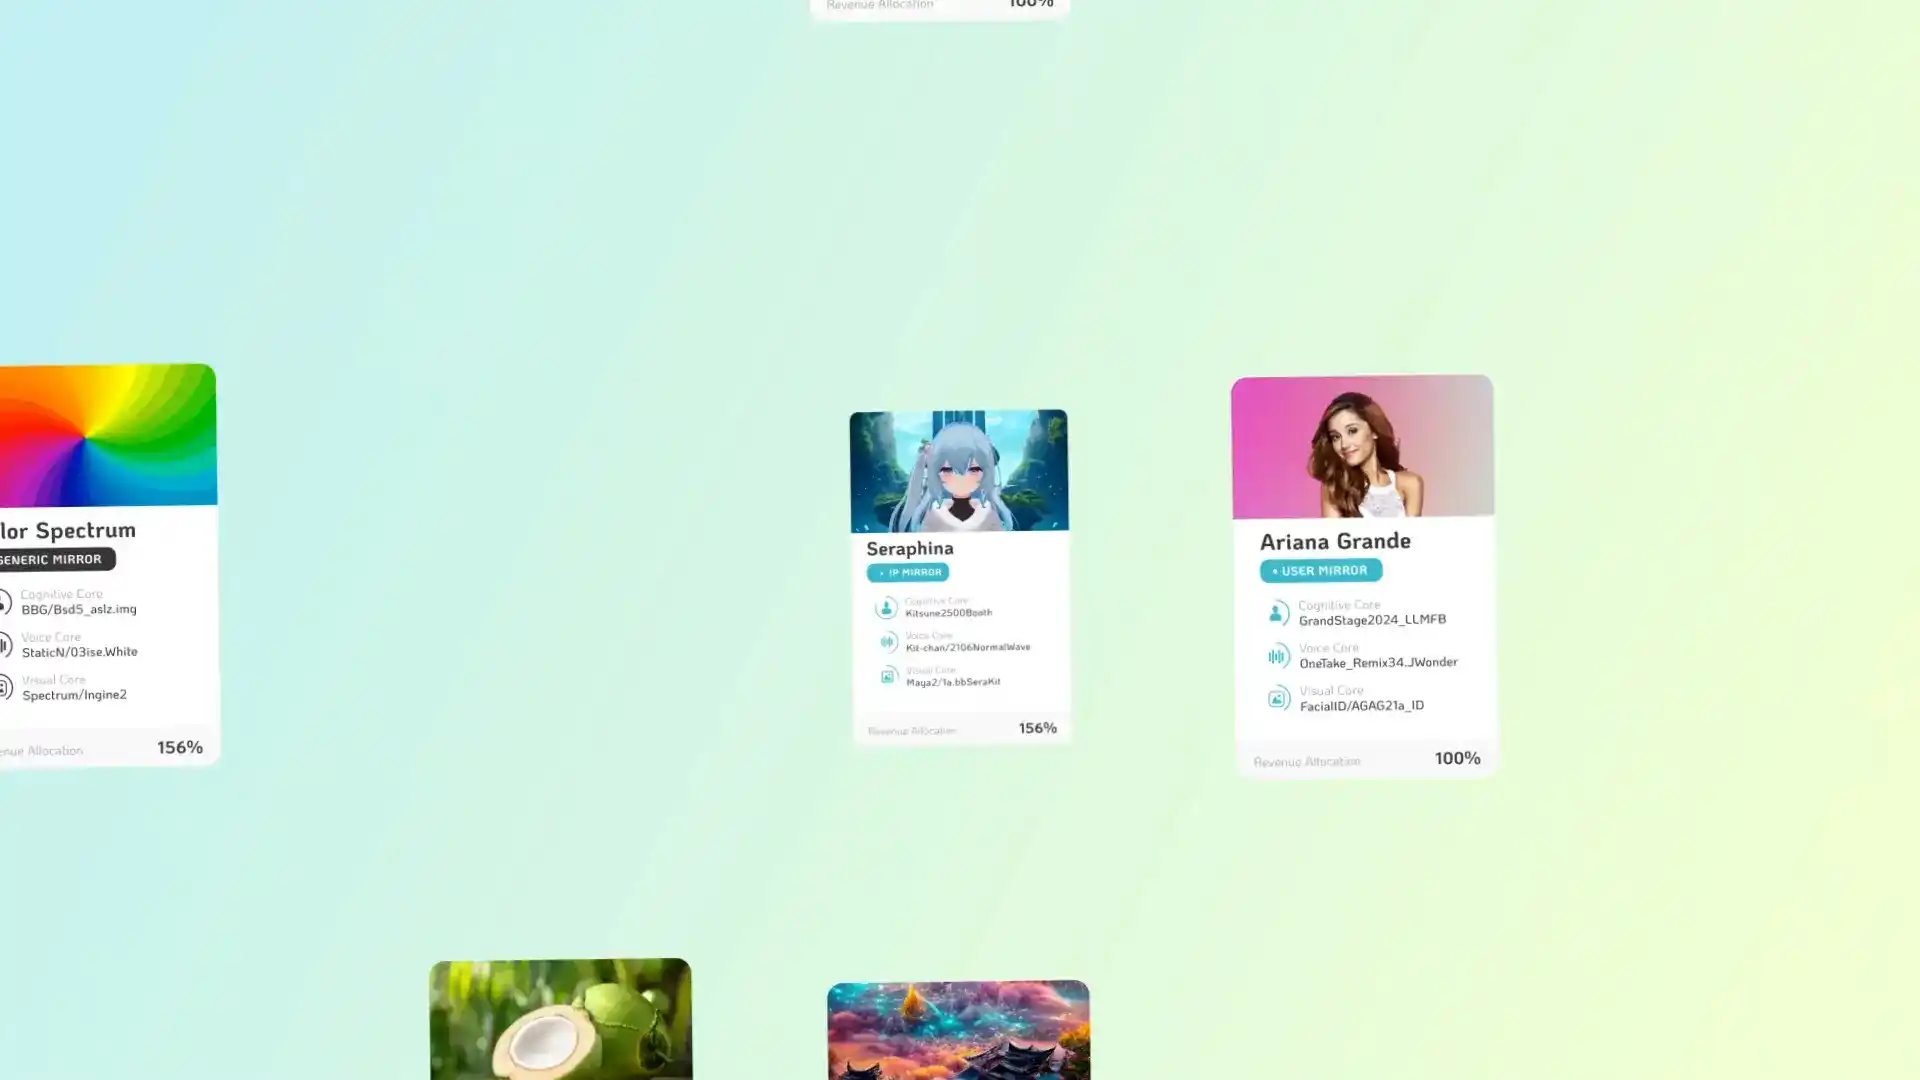 Revenue Allocation 100%
lor Spectrum
GENERIC MIRROR
Cognitive Core
BBG/Bsd5_aslz.img
Voice Core
StaticN/03ise.White
Visual Core
Spectrum/Ingine2
enue Allocation 156%
Seraphina
• IP MIRROR
Cognitive Core
Kitsune2500Booth
Voice Core
Kit-chan/2106NormalWave
Visual Core
Maya2/1a.bbSeraKit
Revenue Allocation 156%
Ariana Grande
• USER MIRROR
Cognitive Core
GrandStage2024_LLMFB
Voice Core
OneTake_Remix34.JWonder
Visual Core
FacialID/AGAG21a_ID
Revenue Allocation 100%